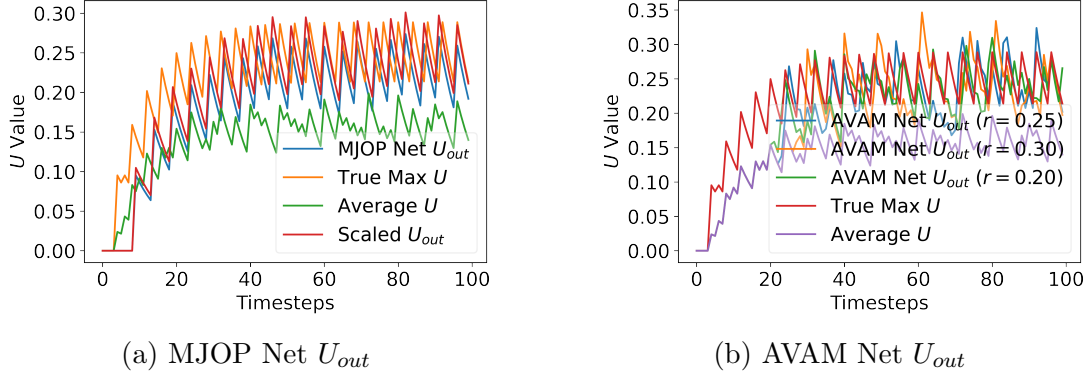 0.30
0.25
0.20
0.15
0.10
0.05
0.00
U Value
0 20 40 60 80 100
Timesteps
MJOP Net U_out
True Max U
Average U
Scaled U_out
(a) MJOP Net U_out
0.35
0.30
0.25
0.20
0.15
0.10
0.05
0.00
U Value
0 20 40 60 80 100
Timesteps
AVAM Net U_out (r = 0.25)
AVAM Net U_out (r = 0.30)
AVAM Net U_out (r = 0.20)
True Max U
Average U
(b) AVAM Net U_out